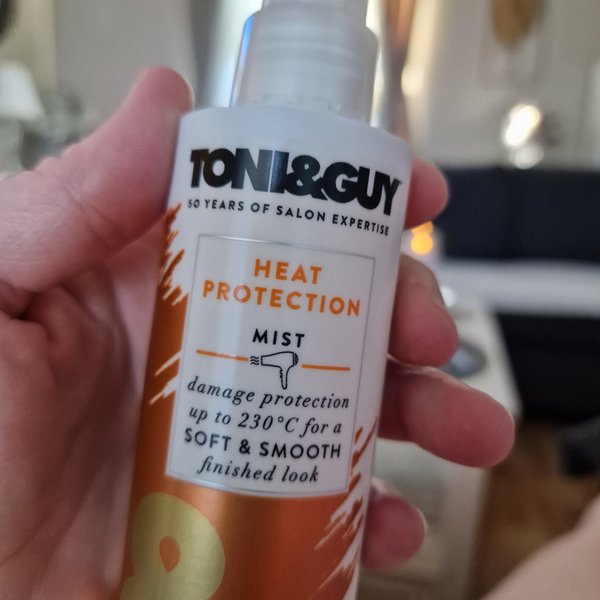 TONI&GUY
50 YEARS OF SALON EXPERTISE
HEAT
PROTECTION
MIST
damage protection
up to 230°C for a
SOFT & SMOOTH
finished look